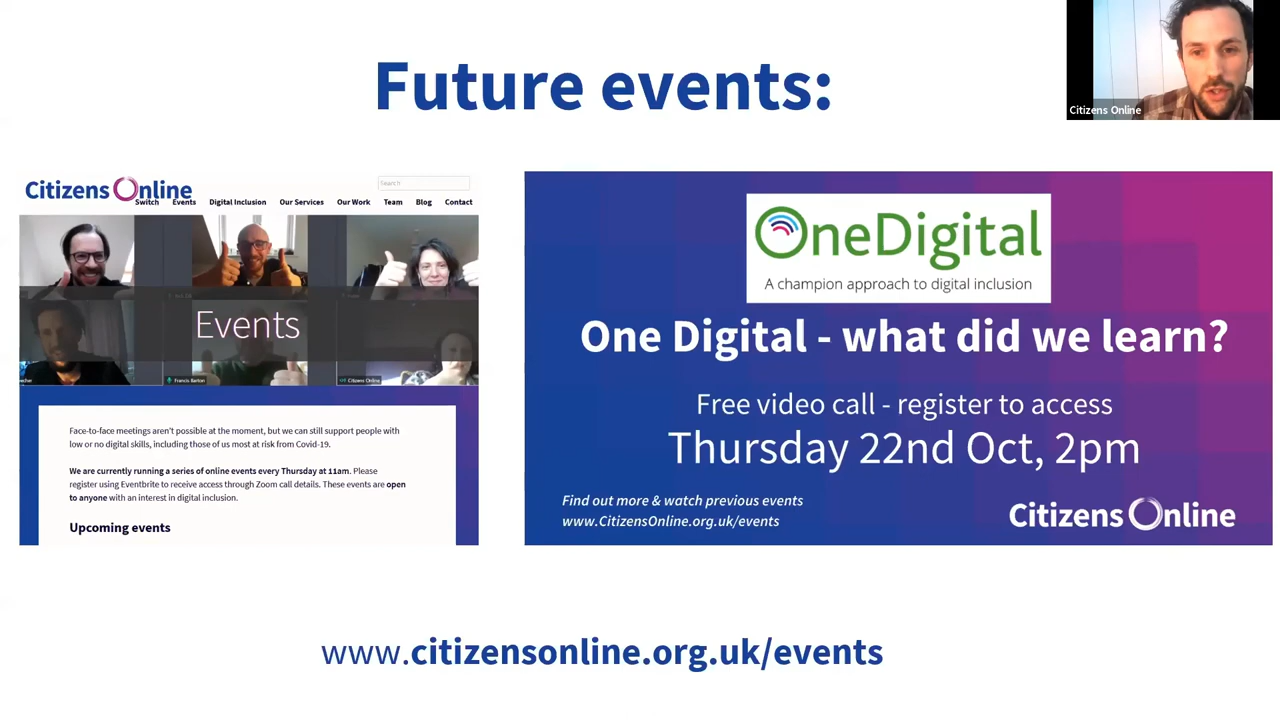 Future events:
Citizens Online
Citizens Online
Search
Switch Events Digital Inclusion Our Services Our Work Team Blog Contact
Events
Francis Barton
Citizens Online
Face-to-face meetings aren't possible at the moment, but we can still support people with
low or no digital skills, including those of us most at risk from Covid-19.
We are currently running a series of online events every Thursday at 11am. Please
register using Eventbrite to receive access through Zoom call details. These events are open
to anyone with an interest in digital inclusion.
Upcoming events
OneDigital
A champion approach to digital inclusion
One Digital - what did we learn?
Free video call - register to access
Thursday 22nd Oct, 2pm
Find out more & watch previous events
www.CitizensOnline.org.uk/events
Citizens Online
www.citizensonline.org.uk/events